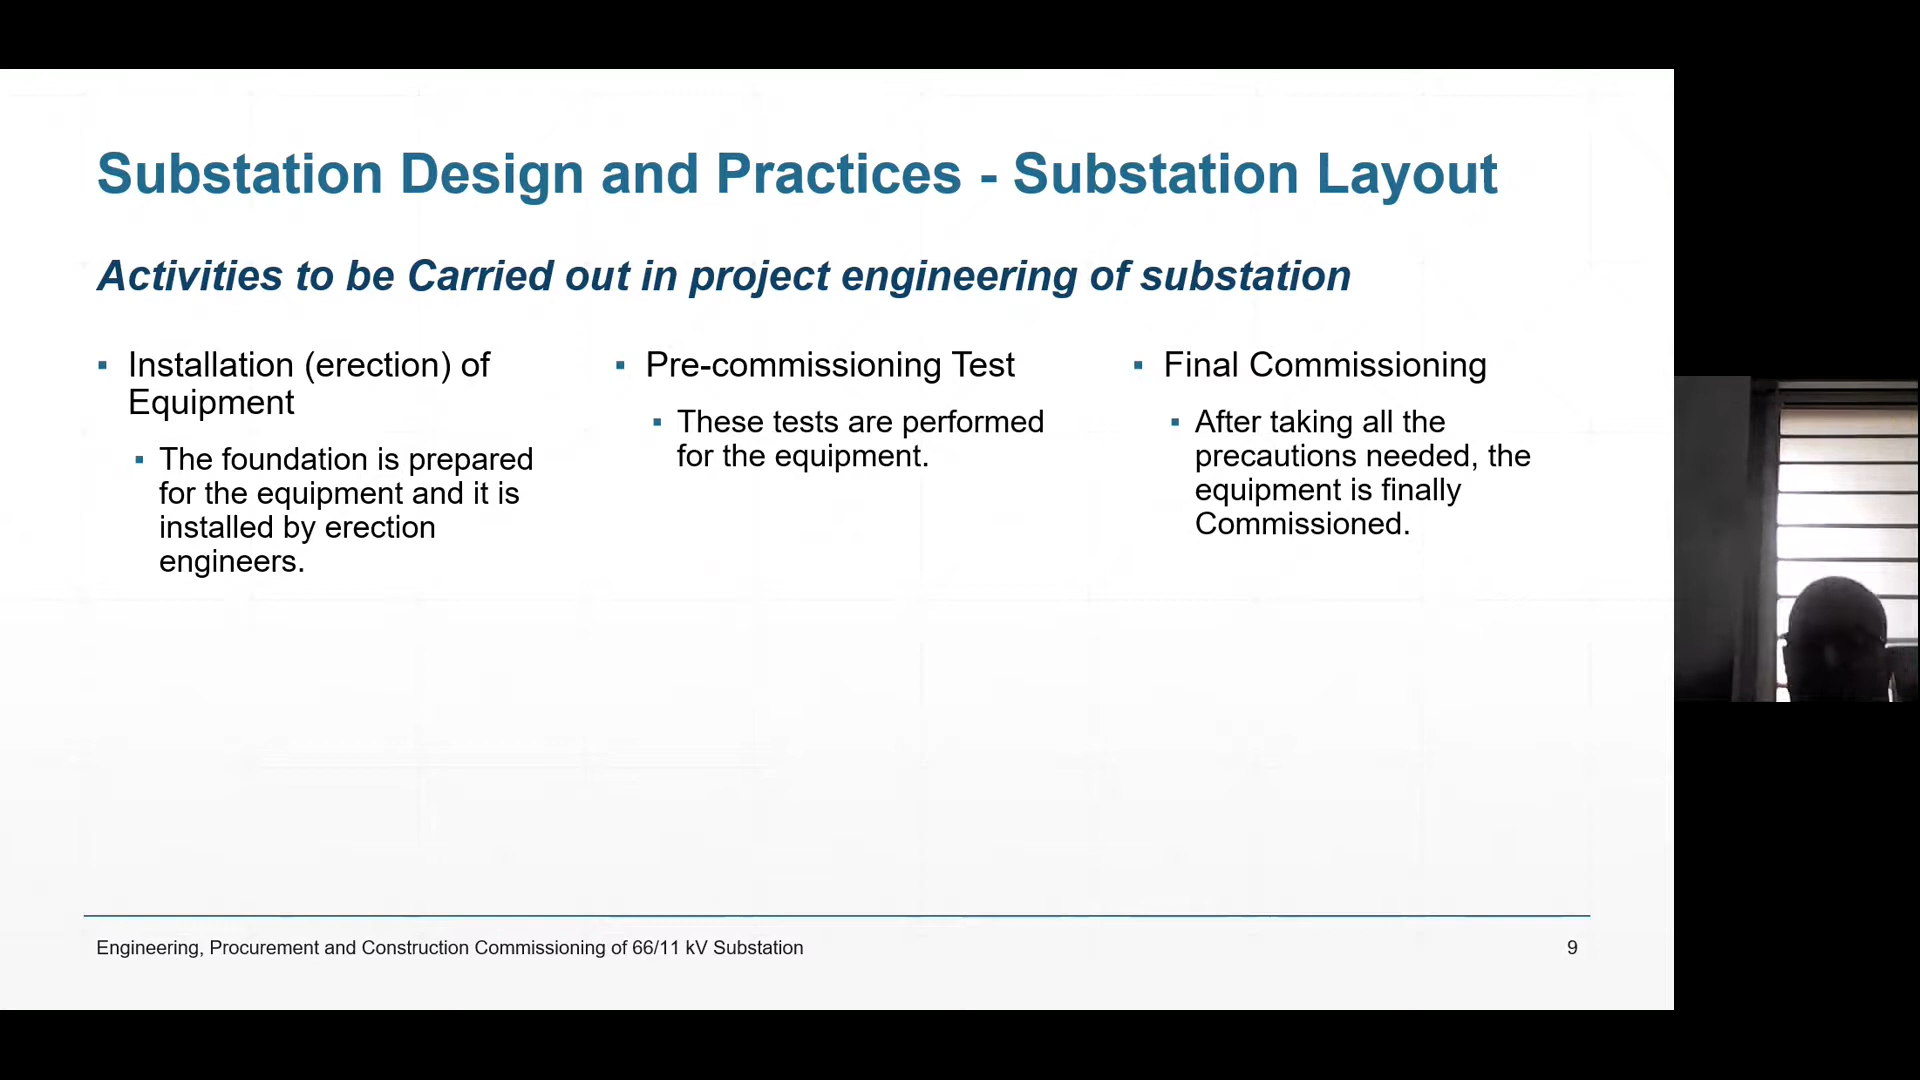 Substation Design and Practices - Substation Layout
Activities to be Carried out in project engineering of substation
▪ Installation (erection) of
Equipment
▪ The foundation is prepared
for the equipment and it is
installed by erection
engineers.
▪ Pre-commissioning Test
▪ These tests are performed
for the equipment.
▪ Final Commissioning
▪ After taking all the
precautions needed, the
equipment is finally
Commissioned.
Engineering, Procurement and Construction Commissioning of 66/11 kV Substation
9